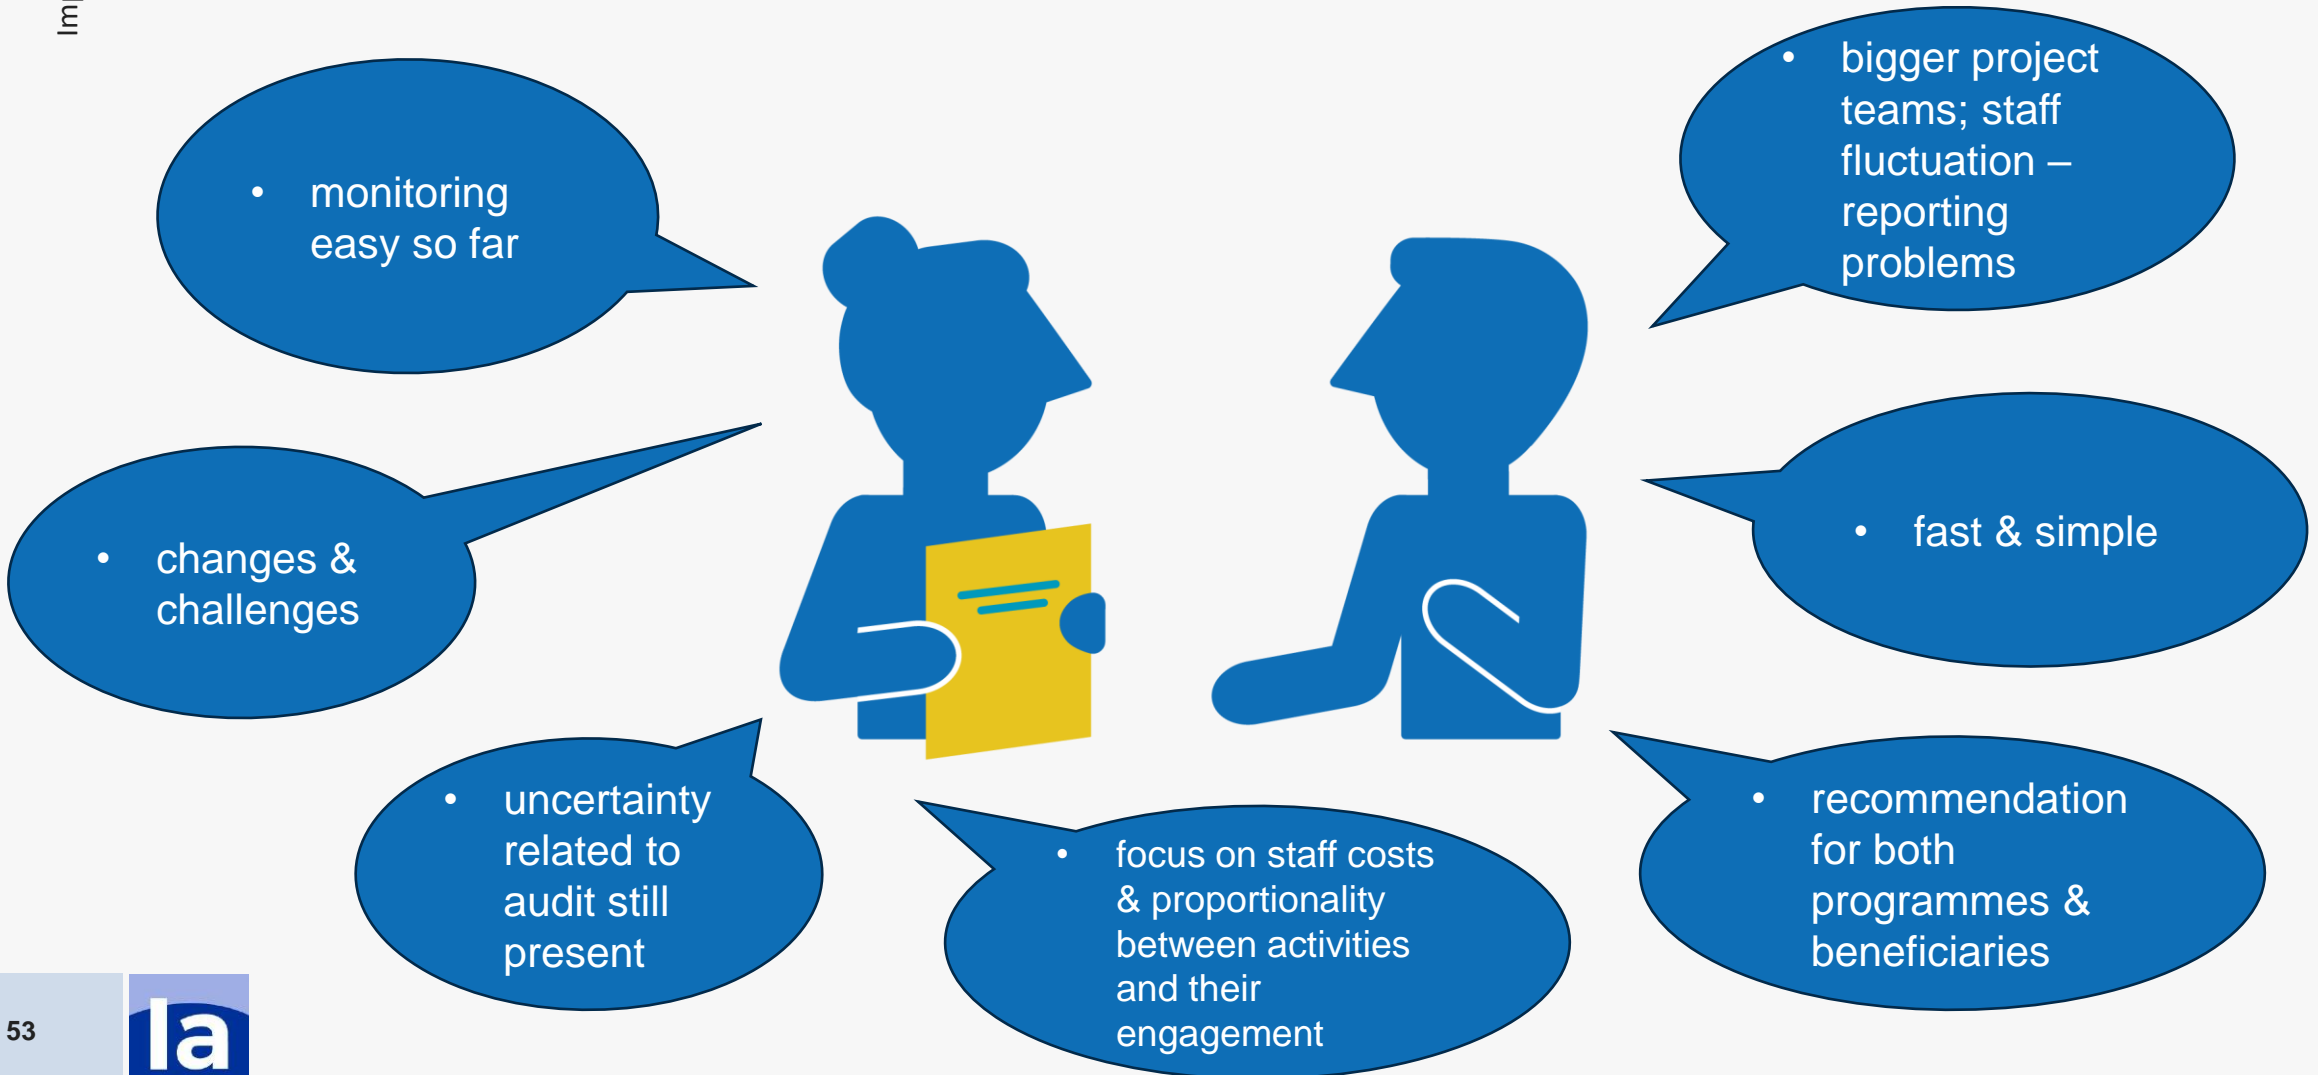 Imp
• monitoring
easy so far
• bigger project
teams; staff
fluctuation –
reporting
problems
• changes &
challenges
• fast & simple
• uncertainty
related to
audit still
present
• focus on staff costs
& proportionality
between activities
and their
engagement
• recommendation
for both
programmes &
beneficiaries
53
la